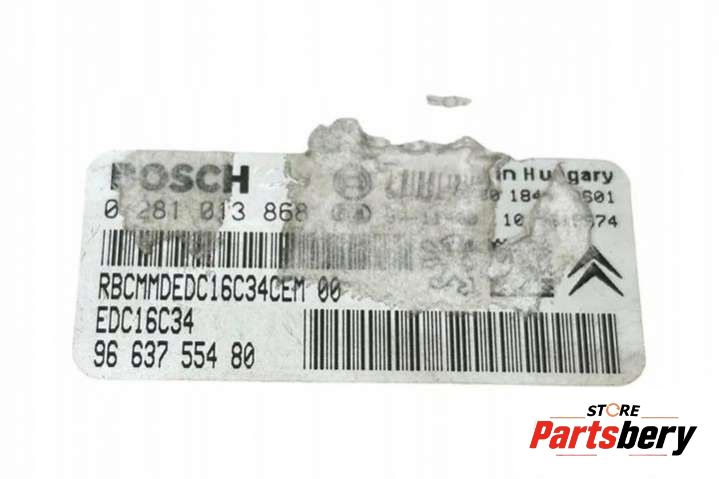 BOSCH
in Hungary
0 281 013 868
RBCMMDEDC16C34CEM 00
EDC16C34
96 637 554 80
STORE
Partsbery